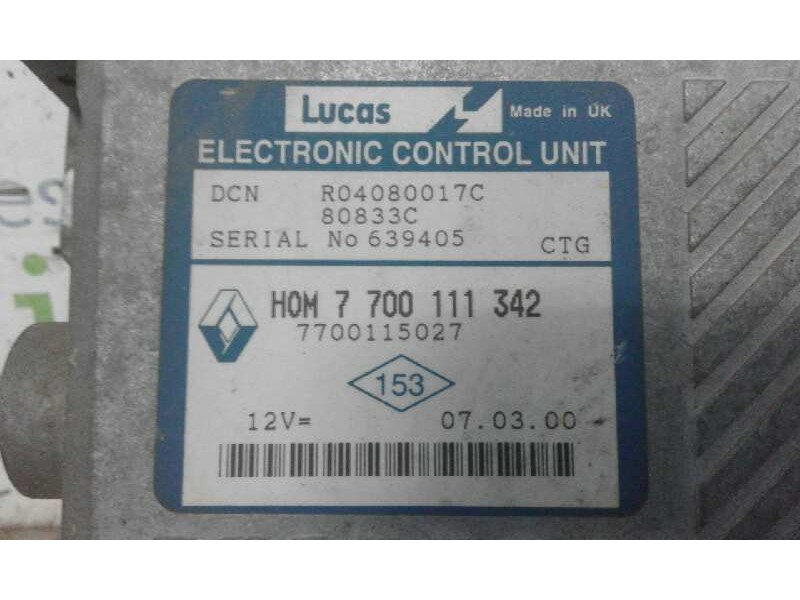 Lucas Made in UK
ELECTRONIC CONTROL UNIT
DCN R04080017C
80833C
SERIAL No 639405 CTG
HOM 7 700 111 342
7700115027
153
12V= 07.03.00